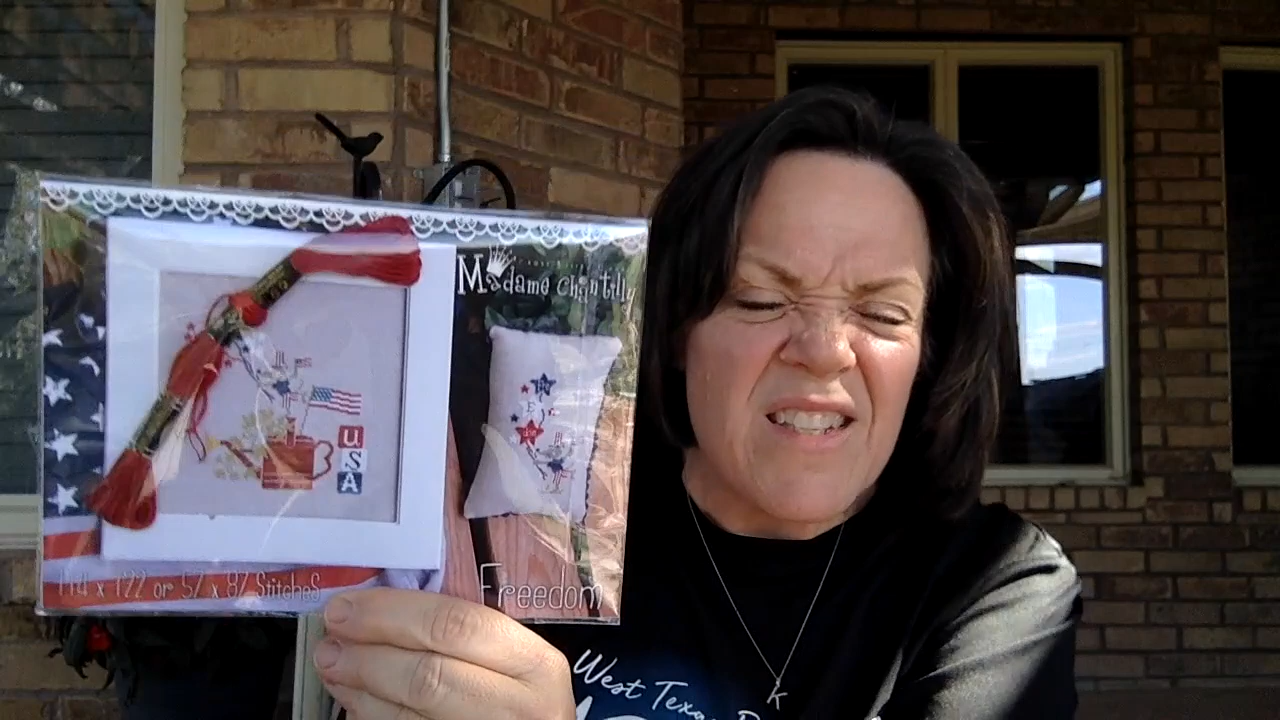 Madame Chantilly
USA
114 x 122 or 57 x 87 Stitches
Freedom
West Texas
K